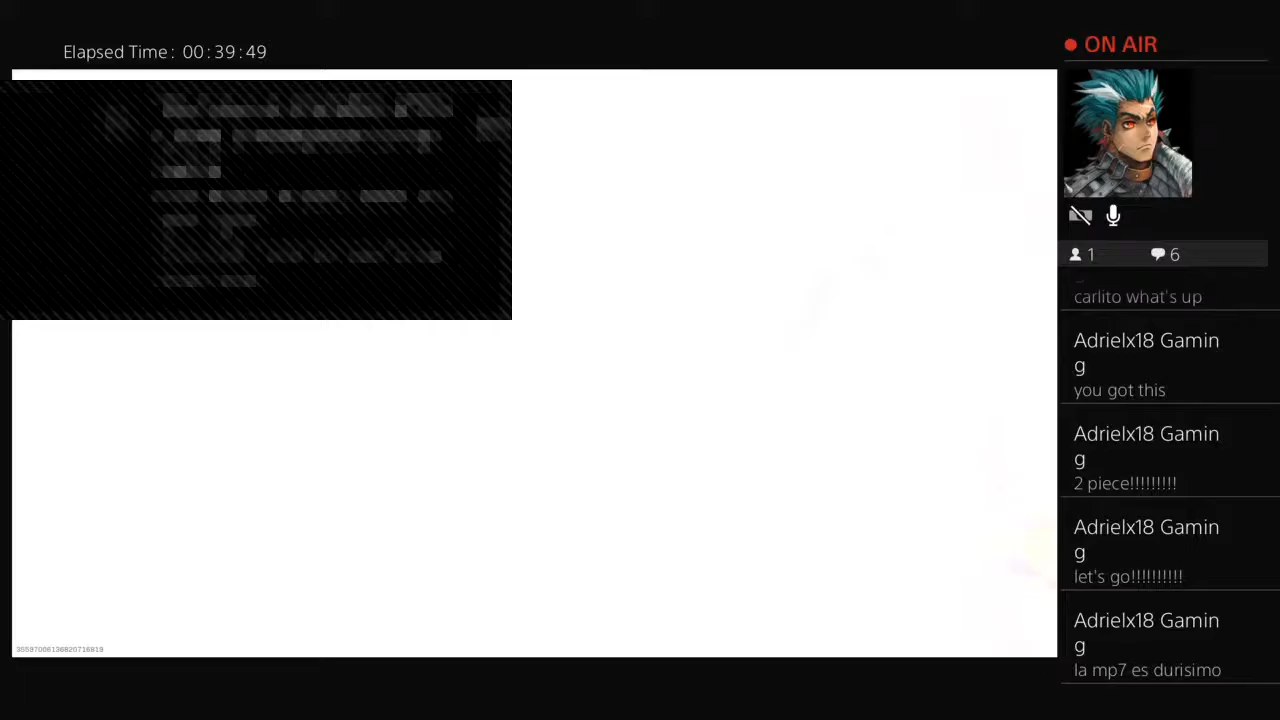 Elapsed Time: 00:39:49
ON AIR
1 6
carlito what's up
Adrielx18 Gamin
g
you got this
Adrielx18 Gamin
g
2 piece!!!!!!!!!
Adrielx18 Gamin
g
let's go!!!!!!!!!!
Adrielx18 Gamin
g
la mp7 es durisimo